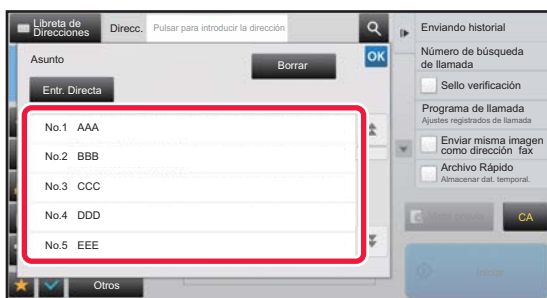 Libreta de
Direcciones
Direcc.
Pulsar para introducir la dirección
Asunto
Borrar
OK
Entr. Directa
No.1 AAA
No.2 BBB
No.3 CCC
No.4 DDD
No.5 EEE
Otros
Enviando historial
Número de búsqueda
de llamada
Sello verificación
Programa de llamada
Ajustes registrados de llamada
Enviar misma imagen
como dirección fax
Archivo Rápido
Almacenar dat. temporal.
CA
Iniciar